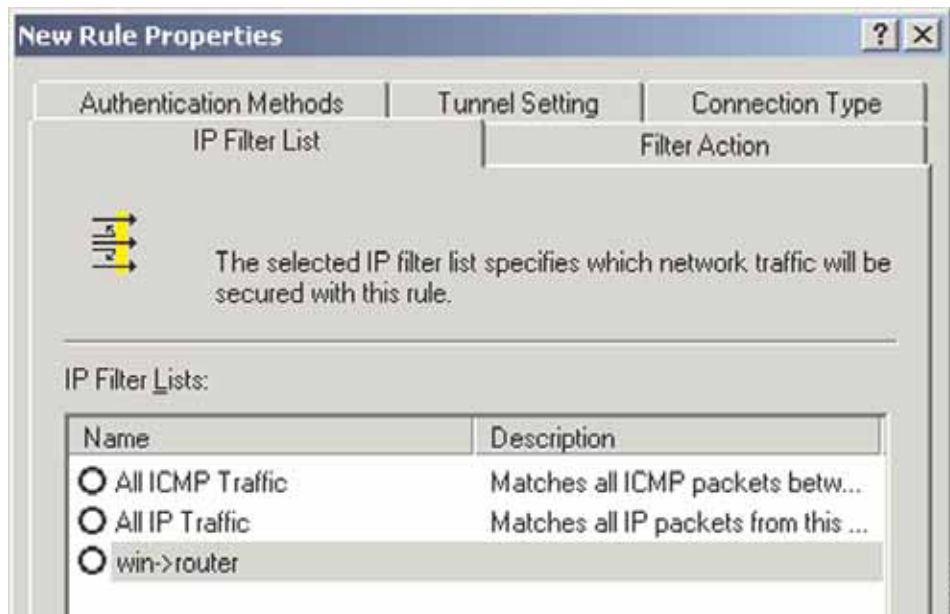 New Rule Properties
Authentication Methods Tunnel Setting Connection Type
IP Filter List Filter Action
The selected IP filter list specifies which network traffic will be
secured with this rule.
IP Filter Lists:
Name Description
All ICMP Traffic Matches all ICMP packets betw...
All IP Traffic Matches all IP packets from this ...
win->router